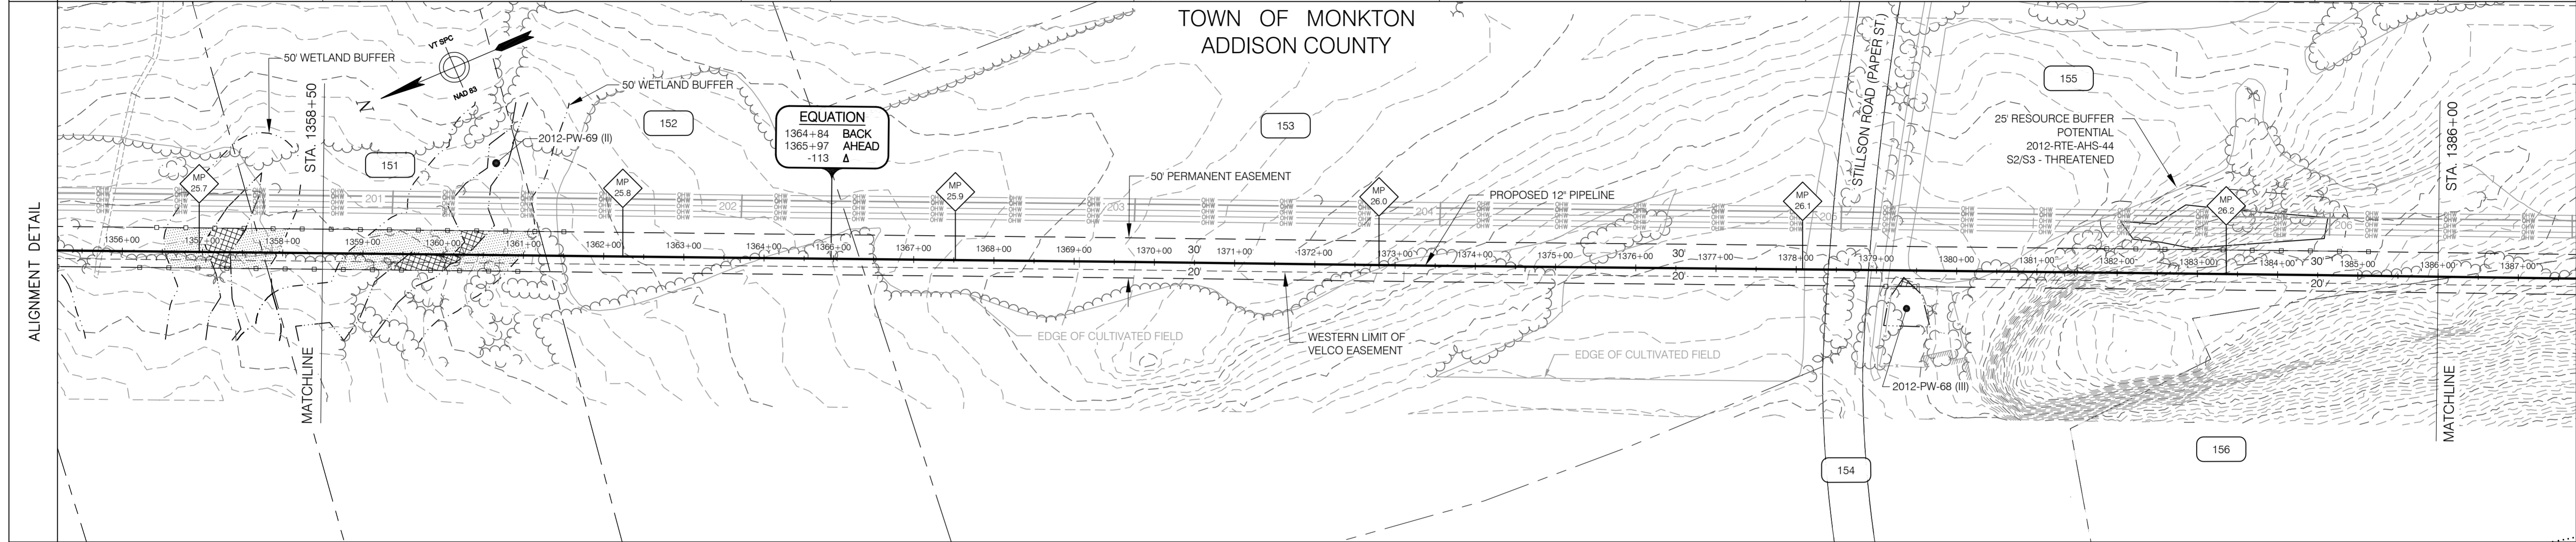 TOWN OF MONKTON
ADDISON COUNTY
ALIGNMENT DETAIL
50' WETLAND BUFFER
VT SPC
NAD 83
N
STA. 1358+50
MATCHLINE
151
2012-PW-69 (II)
50' WETLAND BUFFER
152
EQUATION
1364+84 BACK
1365+97 AHEAD
-113 Δ
153
50' PERMANENT EASEMENT
PROPOSED 12" PIPELINE
STILLSON ROAD (PAPER ST.)
155
25' RESOURCE BUFFER
POTENTIAL
2012-RTE-AHS-44
S2/S3 - THREATENED
STA. 1386+00
MATCHLINE
MP
25.7
MP
25.8
MP
25.9
MP
26.0
MP
26.1
MP
26.2
OHW
201
202
203
204
205
206
1356+00
1357+00
1358+00
1359+00
1360+00
1361+00
1362+00
1363+00
1364+00
1366+00
1367+00
1368+00
1369+00
1370+00
1371+00
1372+00
1373+00
1374+00
1375+00
1376+00
1377+00
1378+00
1379+00
1380+00
1381+00
1382+00
1383+00
1384+00
1385+00
1386+00
1387+00
30'
20'
30'
20'
30'
20'
EDGE OF CULTIVATED FIELD
WESTERN LIMIT OF
VELCO EASEMENT
EDGE OF CULTIVATED FIELD
2012-PW-68 (III)
154
156